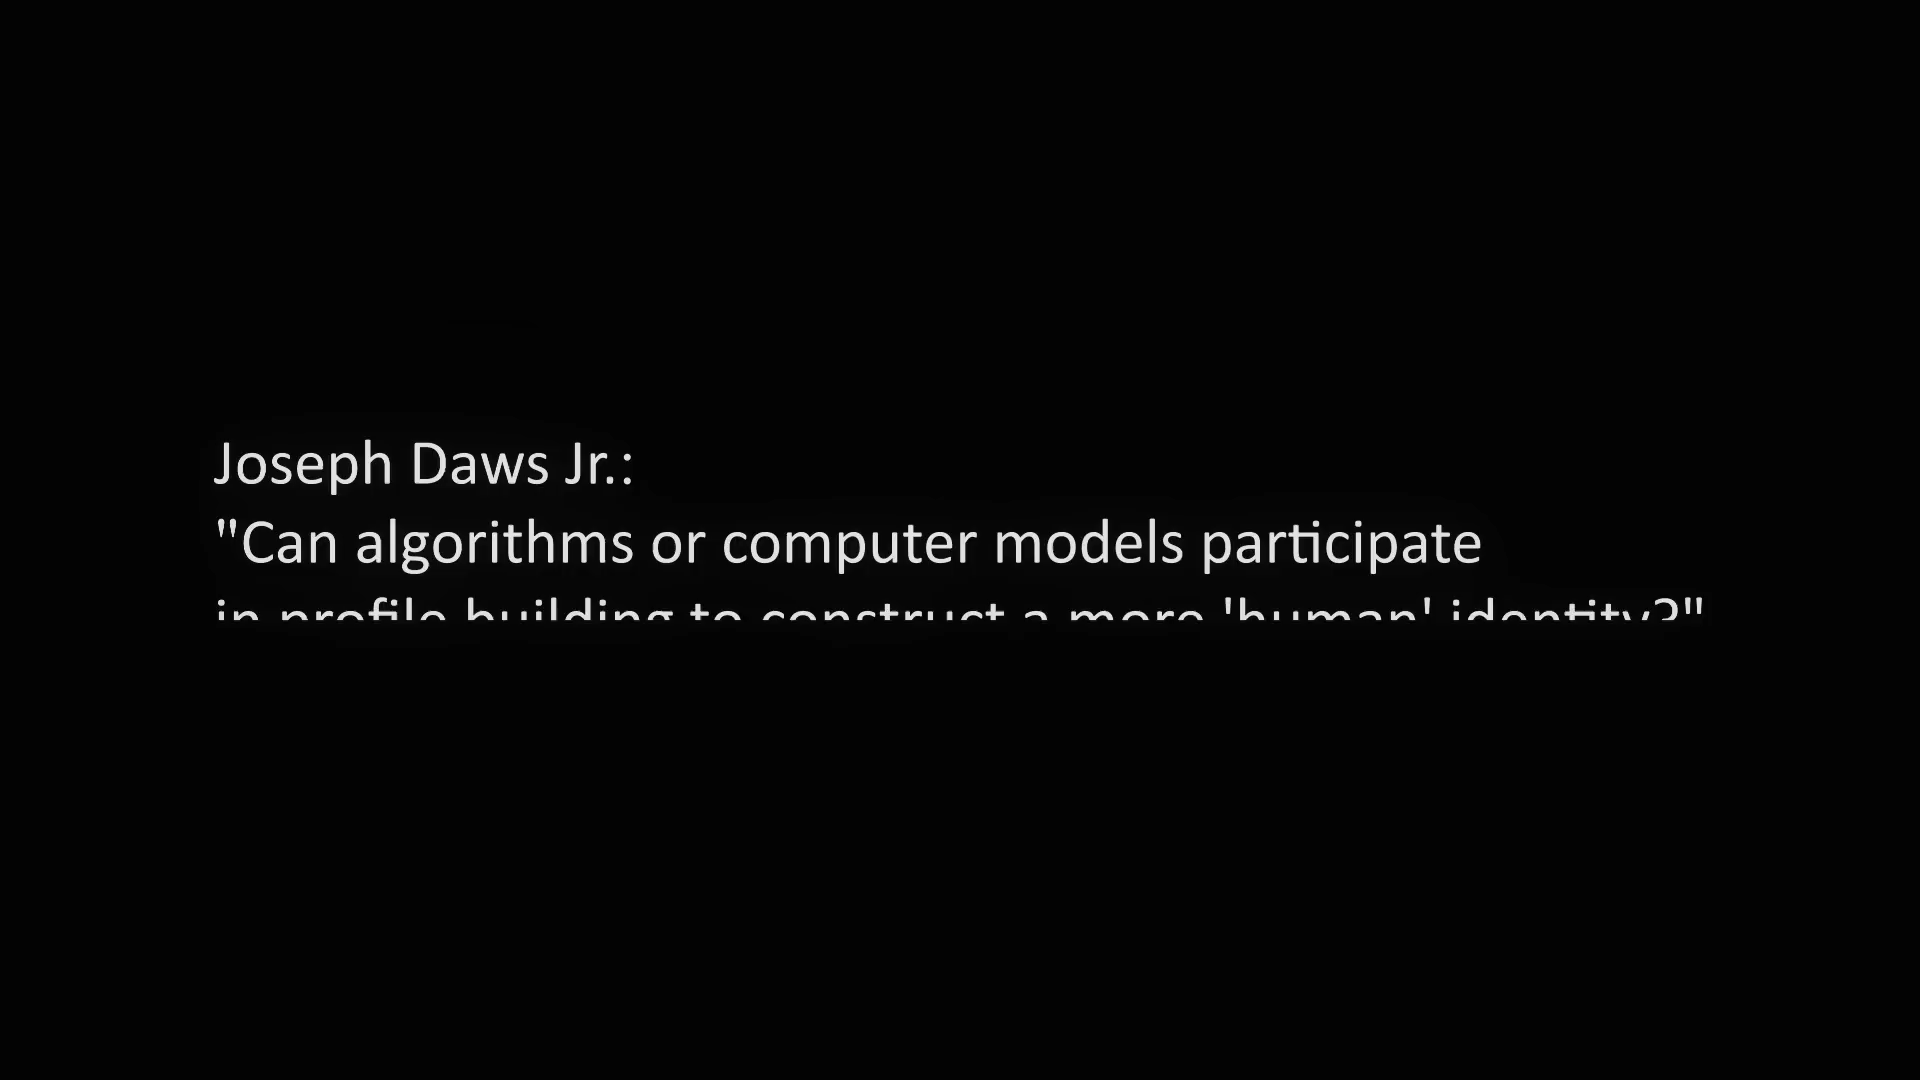 Joseph Daws Jr.:
"Can algorithms or computer models participate
in profile building to construct a more 'human' identity?"